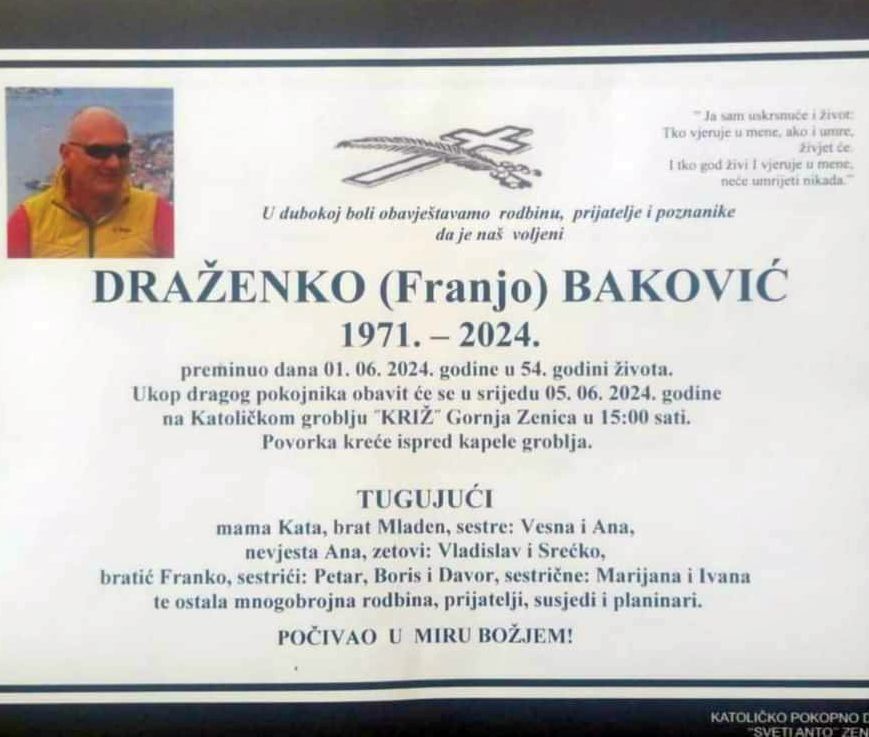 "Ja sam uskrsnuće i život:
Tko vjeruje u mene, ako i umre,
živjet će.
I tko god živi I vjeruje u mene,
neće umrijeti nikada."
U dubokoj boli obavještavamo rodbinu, prijatelje i poznanike
da je naš voljeni
DRAŽENKO (Franjo) BAKOVIĆ
1971. – 2024.
preminuo dana 01. 06. 2024. godine u 54. godini života.
Ukop dragog pokojnika obavit će se u srijedu 05. 06. 2024. godine
na Katoličkom groblju "KRIŽ" Gornja Zenica u 15:00 sati.
Povorka kreće ispred kapele groblja.
TUGUJUĆI
mama Kata, brat Mladen, sestre: Vesna i Ana,
nevjesta Ana, zetovi: Vladislav i Srećko,
bratić Franko, sestrići: Petar, Boris i Davor, sestrične: Marijana i Ivana
te ostala mnogobrojna rodbina, prijatelji, susjedi i planinari.
POČIVAO U MIRU BOŽJEM!
KATOLIČKO POKOPNO D
"SVETI ANTO" ZEN